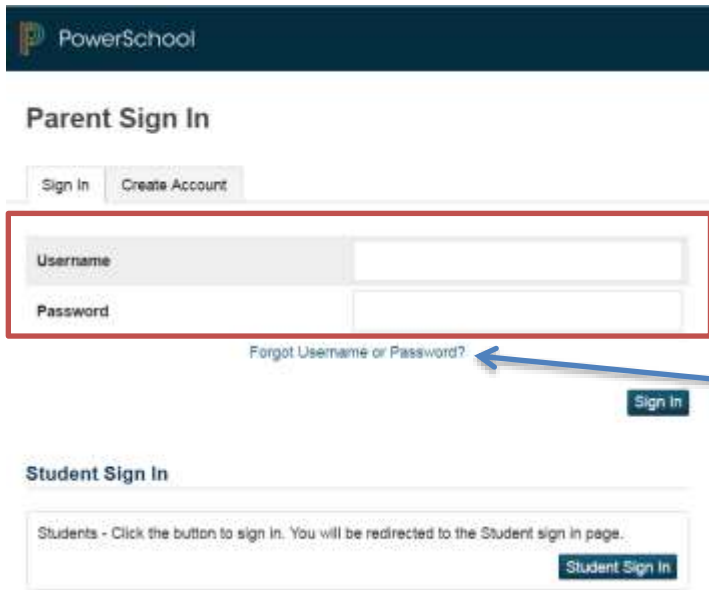 PowerSchool
Parent Sign In
Sign In Create Account
Username
Password
Forgot Username or Password?
Sign In
Student Sign In
Students - Click the button to sign in. You will be redirected to the Student sign in page.
Student Sign In